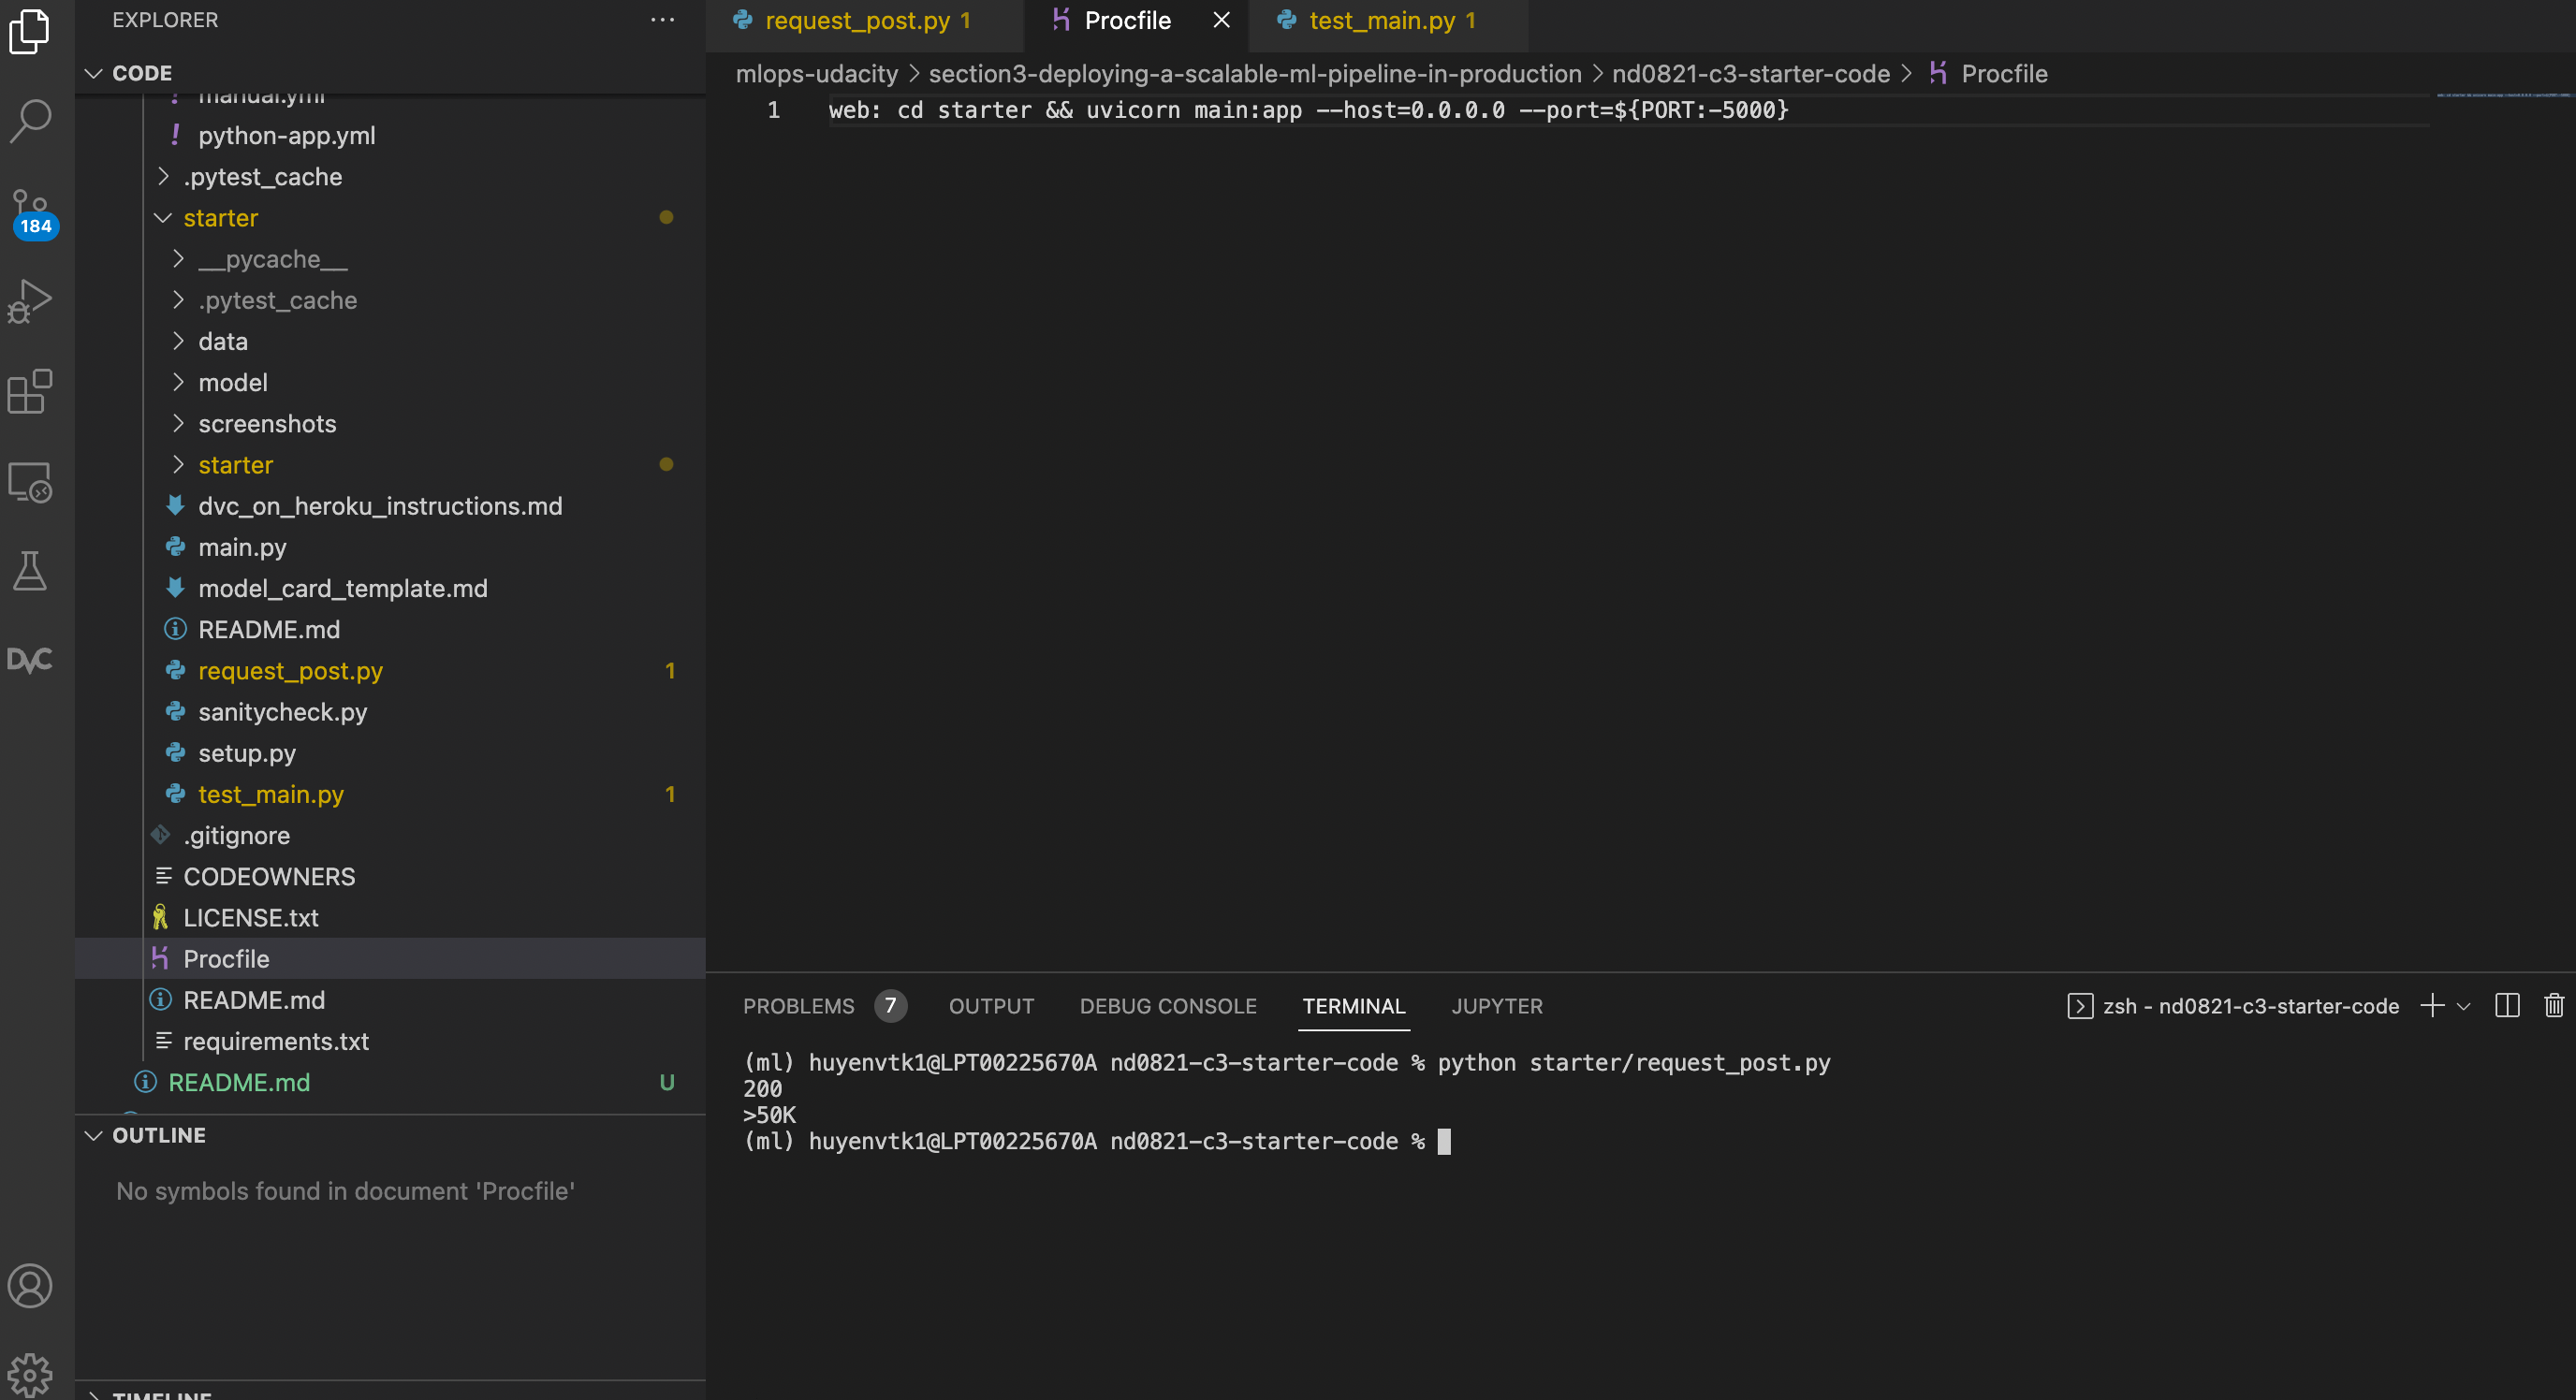 EXPLORER
CODE
manual.yml
! python-app.yml
.pytest_cache
starter
__pycache__
.pytest_cache
data
model
screenshots
starter
dvc_on_heroku_instructions.md
main.py
model_card_template.md
README.md
request_post.py 1
sanitycheck.py
setup.py
test_main.py 1
.gitignore
CODEOWNERS
LICENSE.txt
Procfile
README.md
requirements.txt
README.md U
OUTLINE
No symbols found in document 'Procfile'
TIMELINE
184
DVC
request_post.py 1 Procfile test_main.py 1
mlops-udacity > section3-deploying-a-scalable-ml-pipeline-in-production > nd0821-c3-starter-code > Procfile
1 web: cd starter && uvicorn main:app --host=0.0.0.0 --port=${PORT:-5000}
PROBLEMS 7 OUTPUT DEBUG CONSOLE TERMINAL JUPYTER zsh - nd0821-c3-starter-code
(ml) huyenvtk1@LPT00225670A nd0821-c3-starter-code % python starter/request_post.py
200
>50K
(ml) huyenvtk1@LPT00225670A nd0821-c3-starter-code %